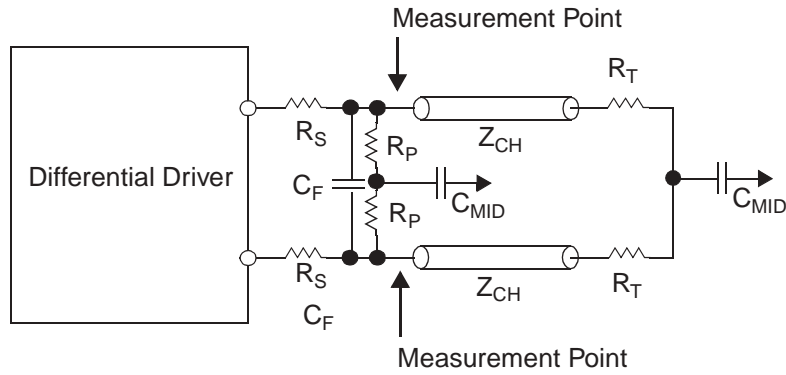 Measurement Point
R_T
R_S
R_P
Z_CH
Differential Driver
C_F
C_MID
C_MID
R_P
R_S
Z_CH
R_T
C_F
Measurement Point